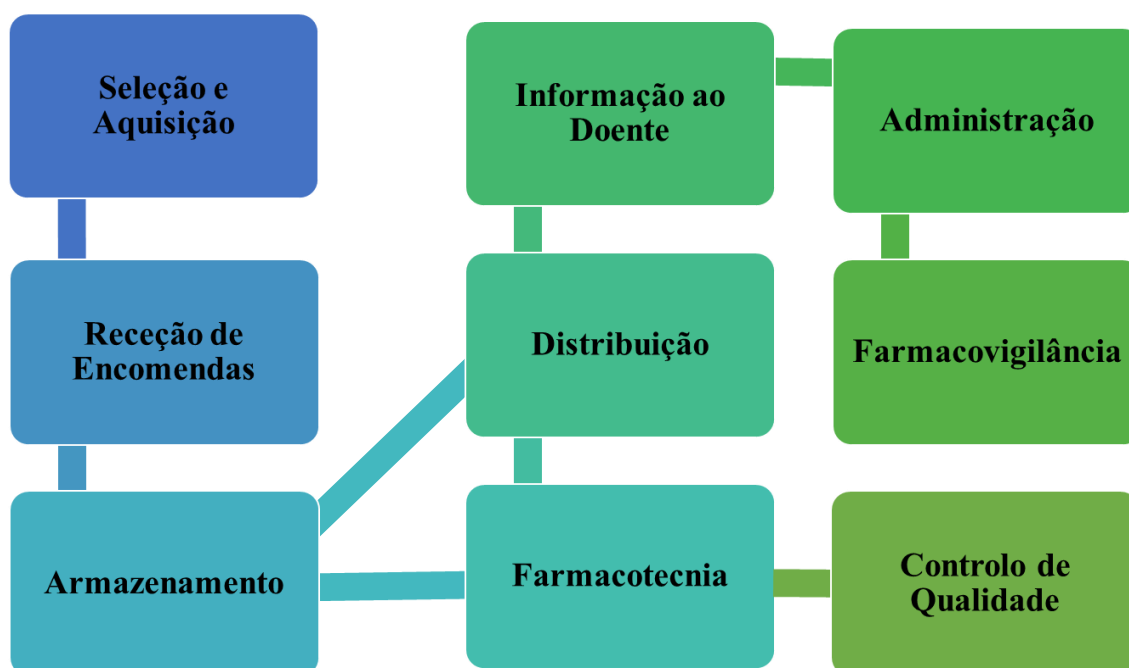 Seleção e
Aquisição
Receção de
Encomendas
Armazenamento
Informação ao
Doente
Distribuição
Farmacotecnia
Administração
Farmacovigilância
Controlo de
Qualidade